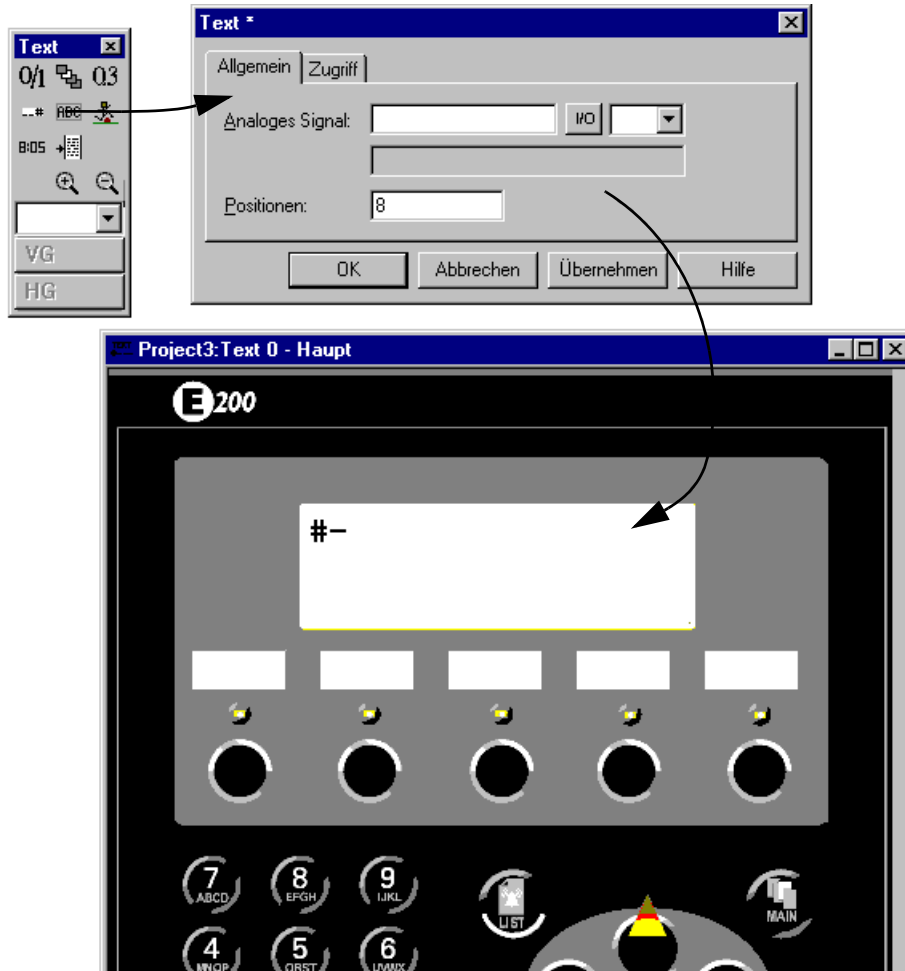 Text
0/1 0.3
--# ABC
8:05
VG
HG
Text *
Allgemein Zugriff
Analoges Signal: I/O
Positionen: 8
OK Abbrechen Übernehmen Hilfe
Project3:Text 0 - Haupt
E200
#–
7 8 9
ABCD EFGH IJKL
LIST MAIN
4 5 6
MNOP QRST UVWX